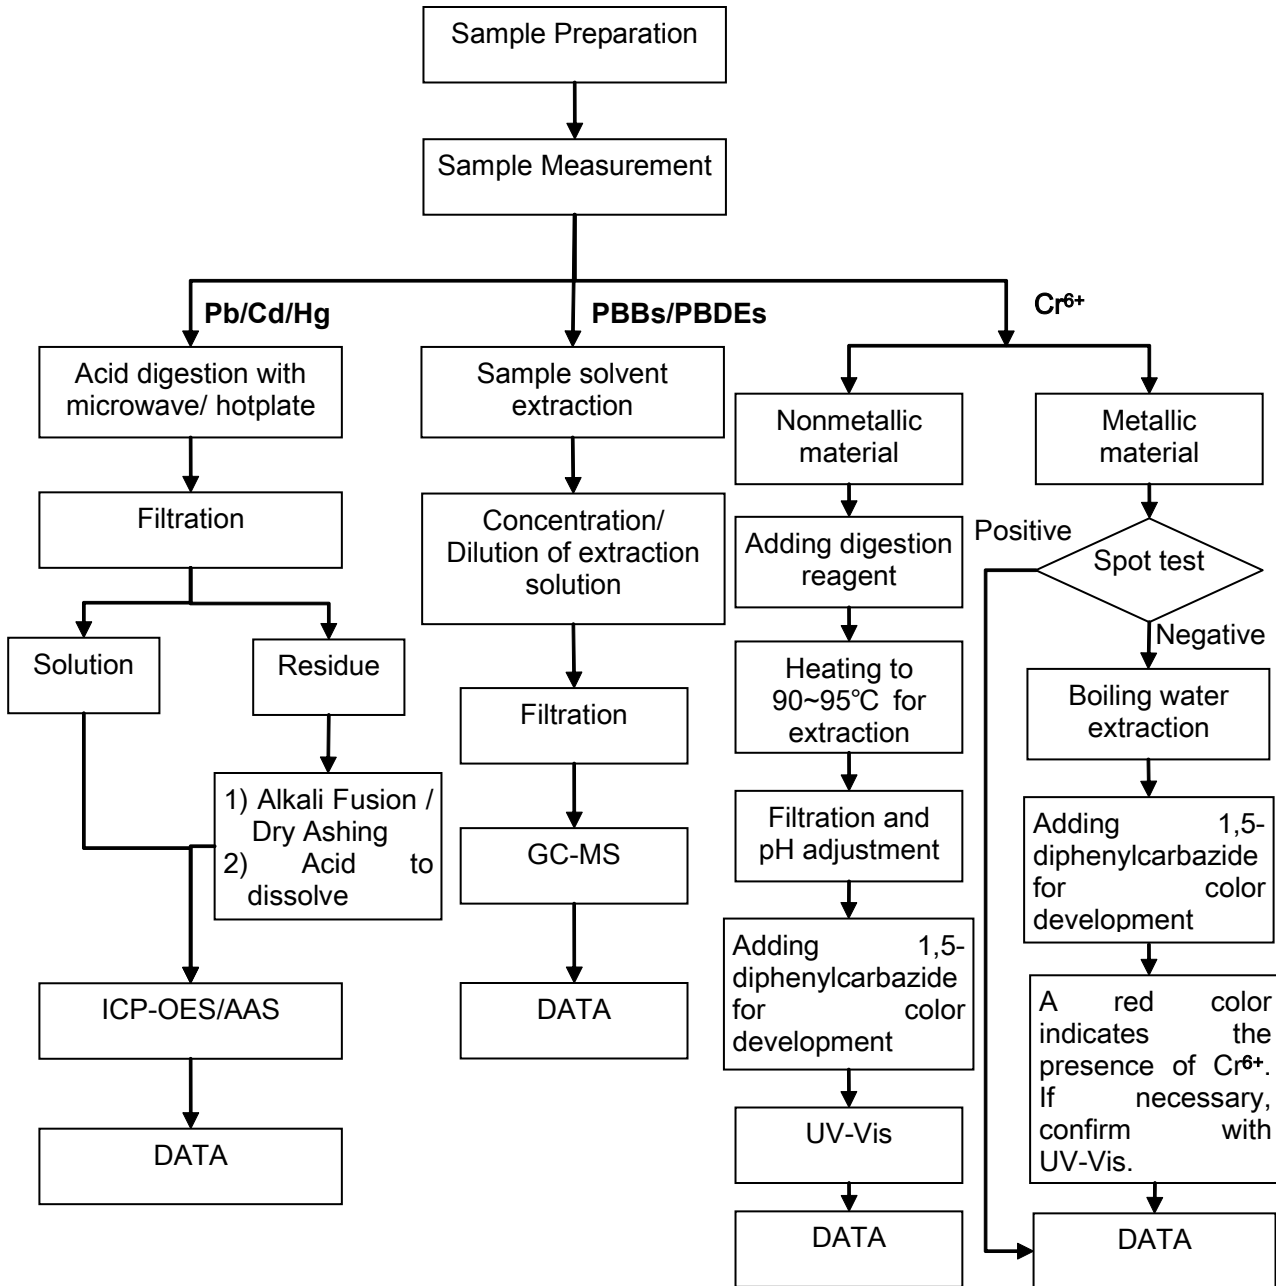 Sample Preparation
Sample Measurement
Pb/Cd/Hg
PBBs/PBDEs
Cr⁶⁺
Acid digestion with
microwave/ hotplate
Filtration
Solution
Residue
1) Alkali Fusion /
Dry Ashing
2) Acid to
dissolve
ICP-OES/AAS
DATA
Sample solvent
extraction
Concentration/
Dilution of extraction
solution
Filtration
GC-MS
DATA
Nonmetallic
material
Adding digestion
reagent
Heating to
90~95℃ for
extraction
Filtration and
pH adjustment
Adding 1,5-
diphenylcarbazide
for color
development
UV-Vis
DATA
Metallic
material
Positive
Spot test
Negative
Boiling water
extraction
Adding 1,5-
diphenylcarbazide
for color
development
A red color
indicates the
presence of Cr⁶⁺.
If necessary,
confirm with
UV-Vis.
DATA